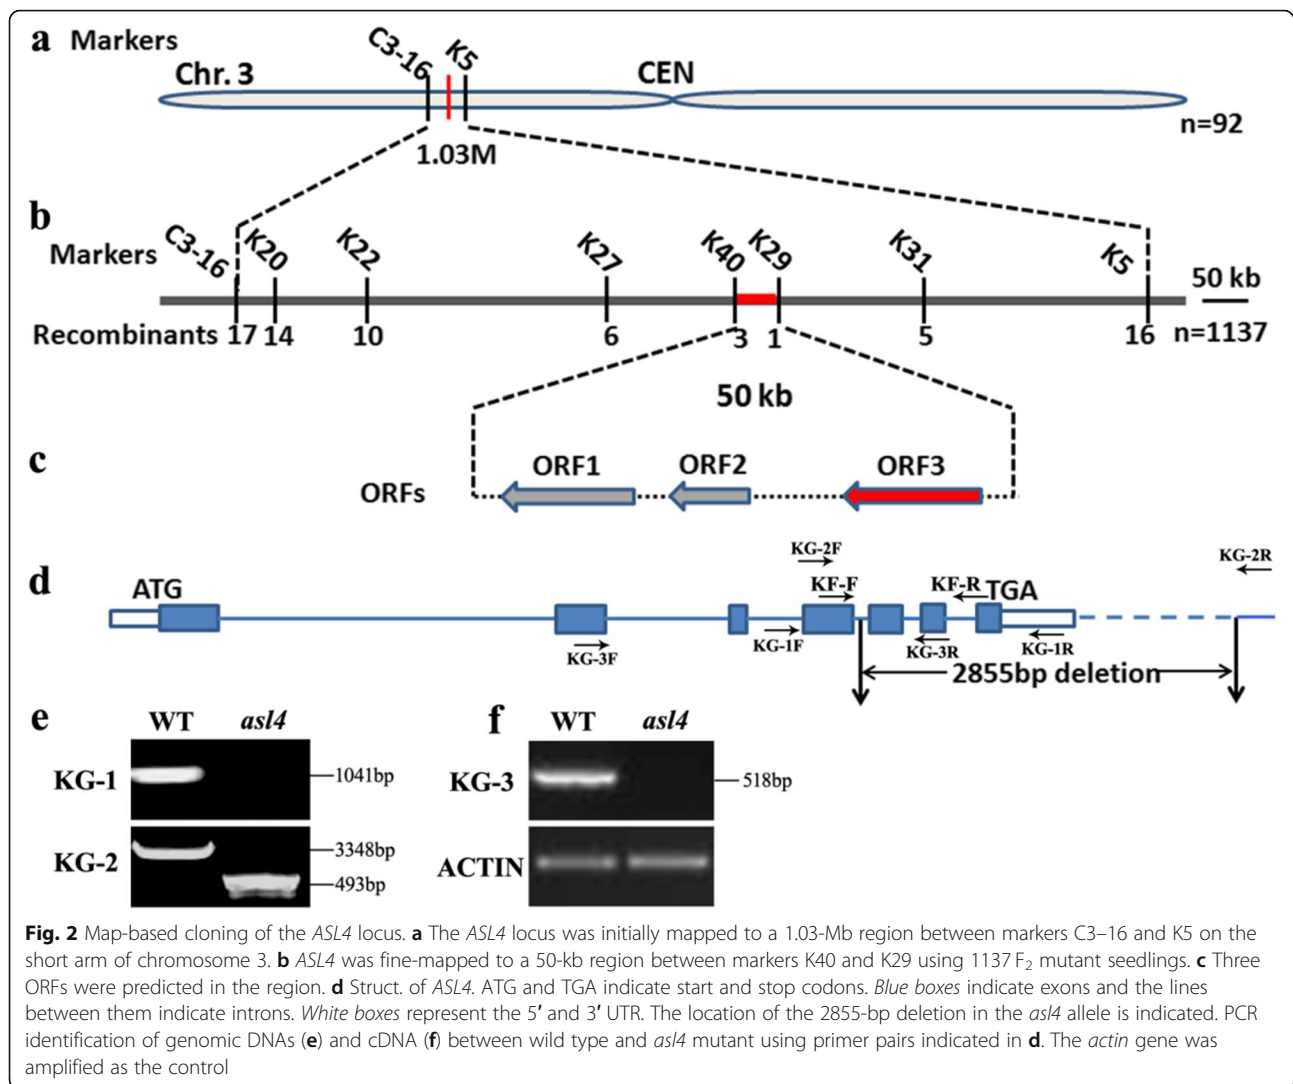 a Markers
C3-16 K5
Chr. 3 CEN
n=92
1.03M
b
Markers C3-16 K20 K22 K27 K40 K29 K31 K5 50 kb
Recombinants 17 14 10 6 3 1 5 16 n=1137
50 kb
c
ORFs ORF1 ORF2 ORF3
d
ATG KG-2F KF-F KF-R TGA KG-2R
KG-3F KG-1F KG-3R KG-1R
2855bp deletion
e WT asl4
KG-1 1041bp
KG-2 3348bp
493bp
f WT asl4
KG-3 518bp
ACTIN
Fig. 2 Map-based cloning of the ASL4 locus. a The ASL4 locus was initially mapped to a 1.03-Mb region between markers C3–16 and K5 on the
short arm of chromosome 3. b ASL4 was fine-mapped to a 50-kb region between markers K40 and K29 using 1137 F2 mutant seedlings. c Three
ORFs were predicted in the region. d Struct. of ASL4. ATG and TGA indicate start and stop codons. Blue boxes indicate exons and the lines
between them indicate introns. White boxes represent the 5′ and 3′ UTR. The location of the 2855-bp deletion in the asl4 allele is indicated. PCR
identification of genomic DNAs (e) and cDNA (f) between wild type and asl4 mutant using primer pairs indicated in d. The actin gene was
amplified as the control